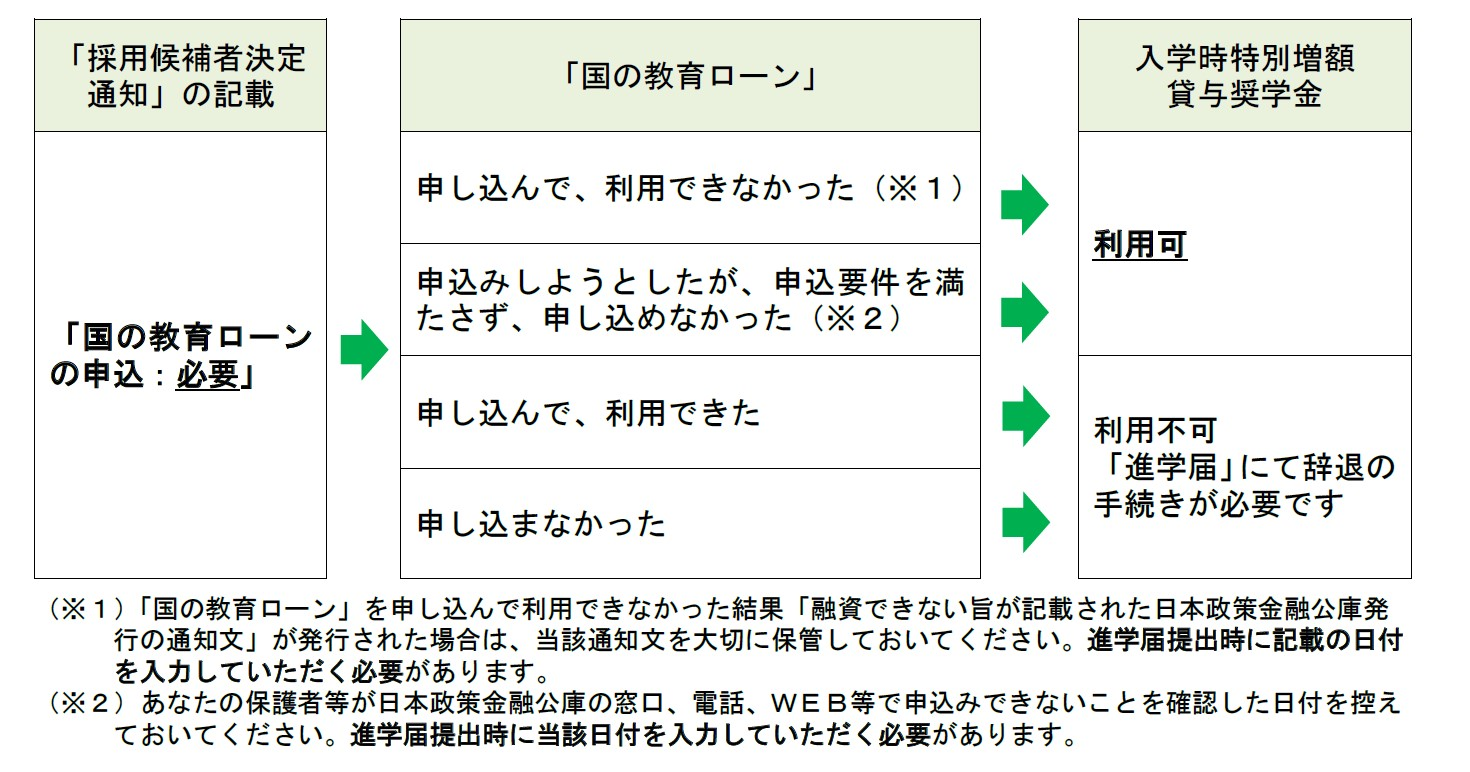 「採用候補者決定
通知」の記載
「国の教育ローン」
入学時特別増額
貸与奨学金
「国の教育ローン
の申込：必要」
申し込んで、利用できなかった（※１）
申込みしようとしたが、申込要件を満
たさず、申し込めなかった（※２）
申し込んで、利用できた
申し込まなかった
利用可
利用不可
「進学届」にて辞退の
手続きが必要です
（※１）「国の教育ローン」を申し込んで利用できなかった結果「融資できない旨が記載された日本政策金融公庫発
行の通知文」が発行された場合は、当該通知文を大切に保管しておいてください。進学届提出時に記載の日付
を入力していただく必要があります。
（※２）あなたの保護者等が日本政策金融公庫の窓口、電話、ＷＥＢ等で申込みできないことを確認した日付を控え
ておいてください。進学届提出時に当該日付を入力していただく必要があります。